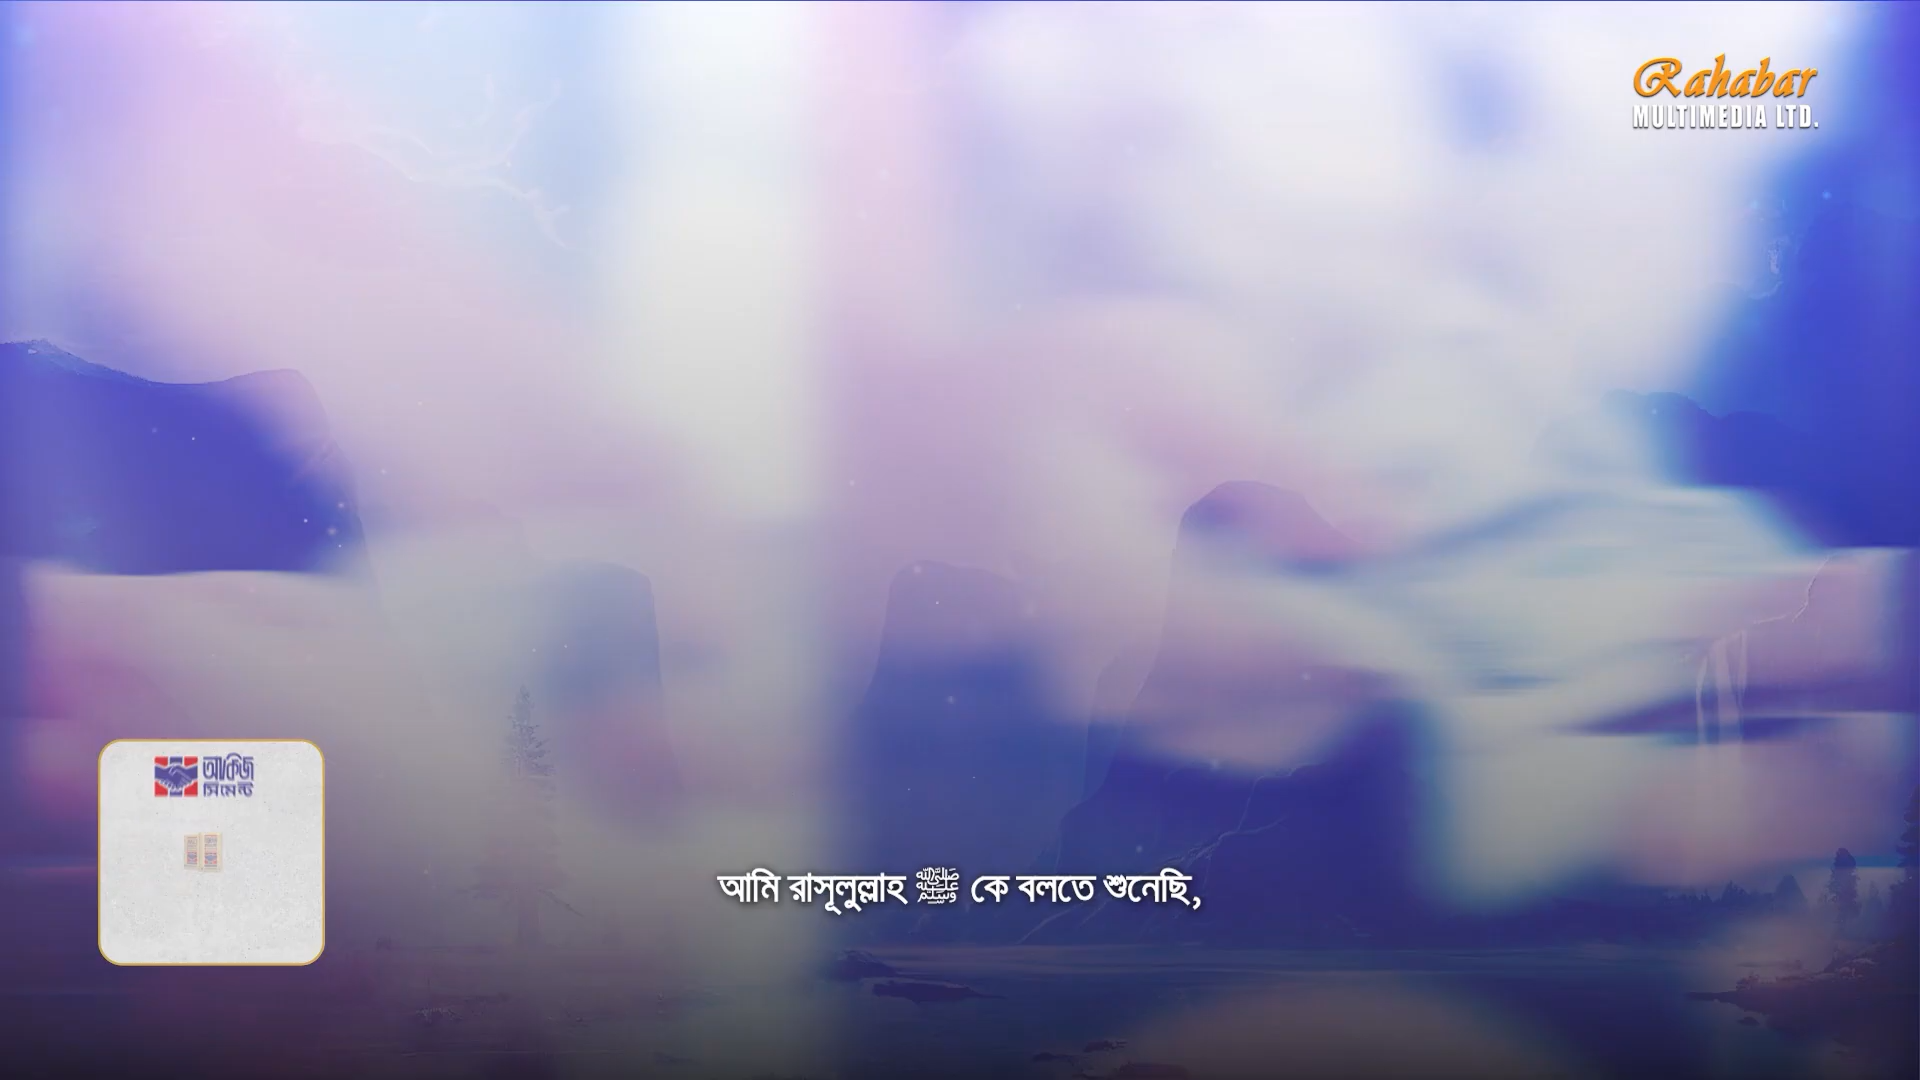 Rahabar
MULTIMEDIA LTD.
আকিজ
সিমেন্ট
আমি রাসূলুল্লাহ ﷺ কে বলতে শুনেছি,